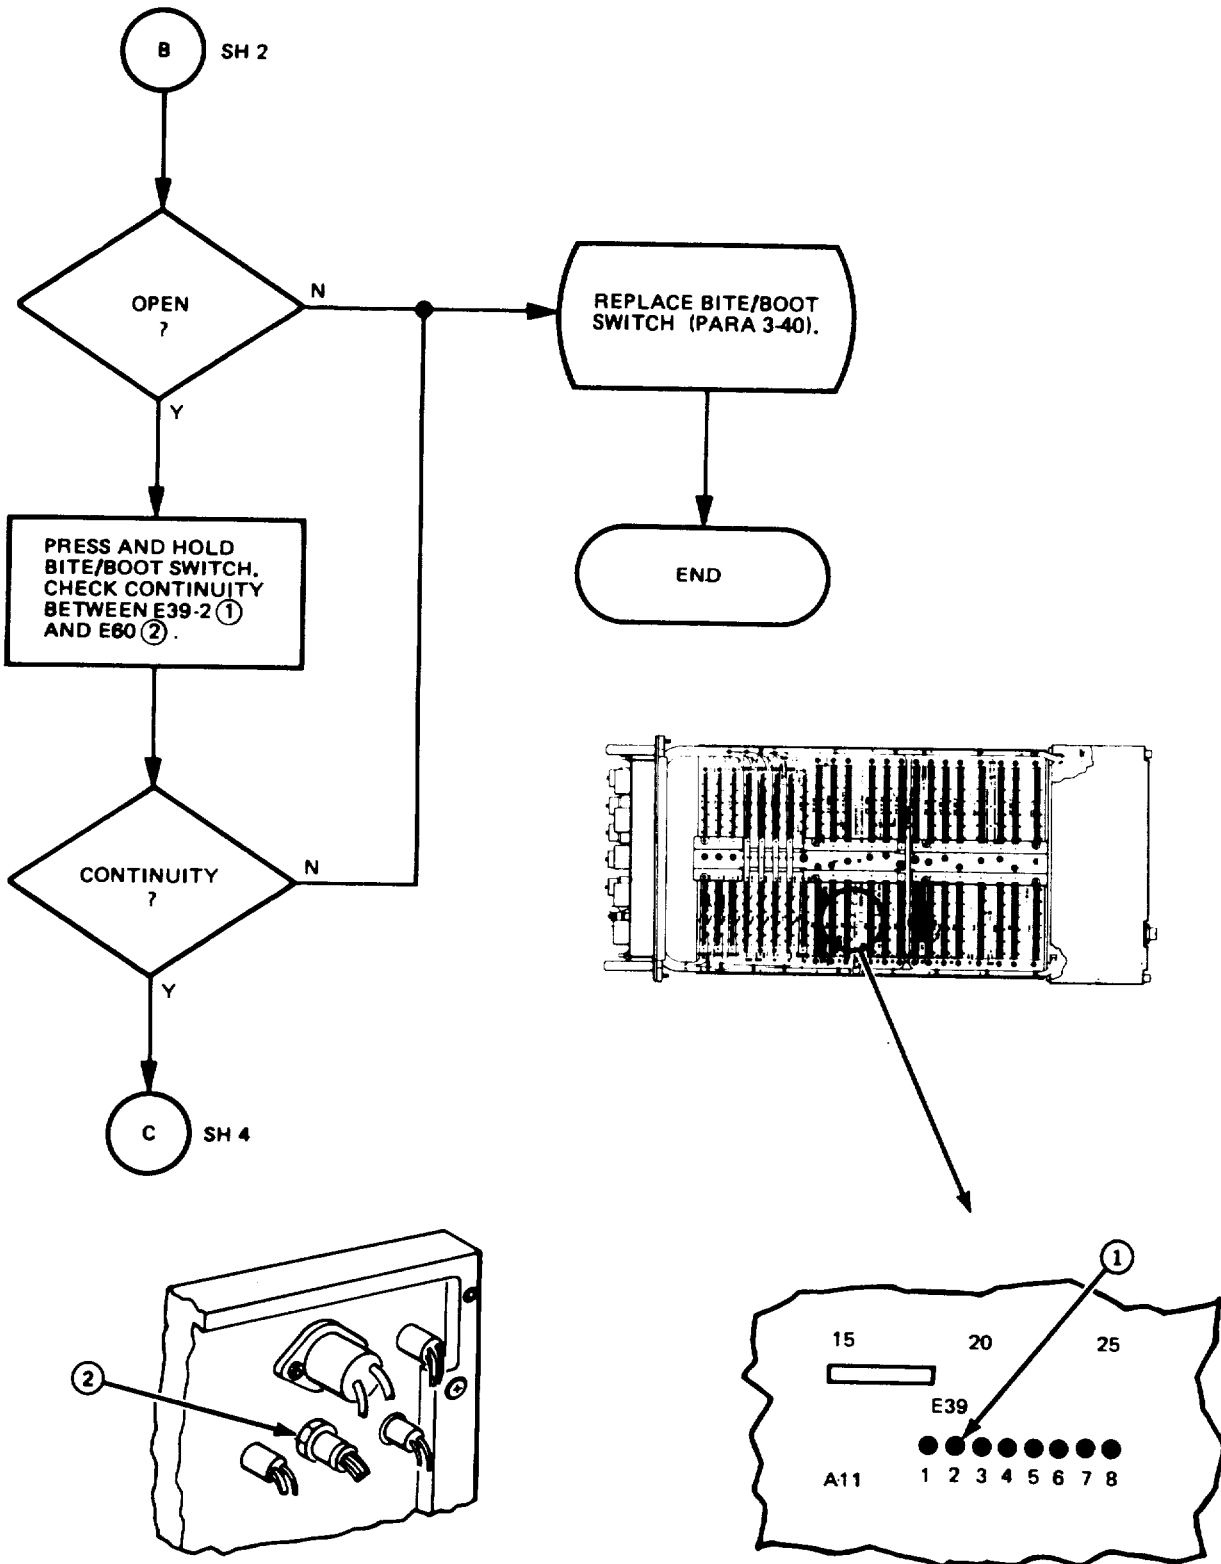 B SH 2
OPEN
?
N
Y
REPLACE BITE/BOOT
SWITCH (PARA 3-40).
END
PRESS AND HOLD
BITE/BOOT SWITCH.
CHECK CONTINUITY
BETWEEN E39-2 ①
AND E60 ②.
CONTINUITY
?
N
Y
C SH 4
2
1
15 20 25
E39
A11 1 2 3 4 5 6 7 8